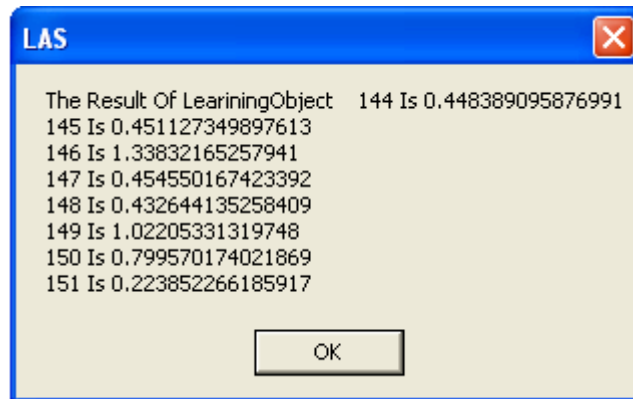 LAS
The Result Of LeariningObject 144 Is 0.448389095876991
145 Is 0.451127349897613
146 Is 1.33832165257941
147 Is 0.454550167423392
148 Is 0.432644135258409
149 Is 1.02205331319748
150 Is 0.799570174021869
151 Is 0.223852266185917
OK